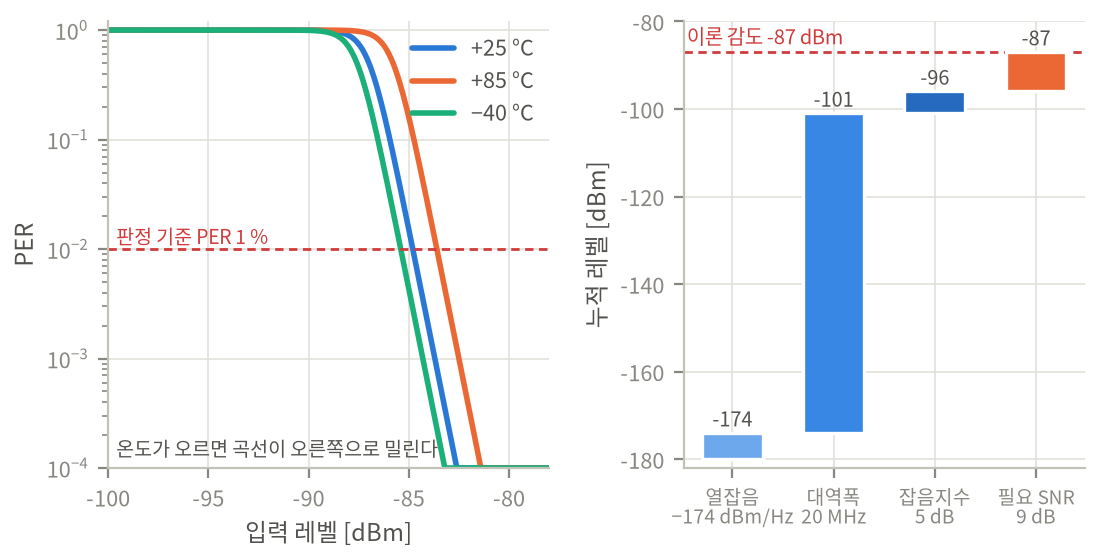 10⁰
10⁻¹
10⁻²
10⁻³
10⁻⁴
PER
+25 °C
+85 °C
−40 °C
판정 기준 PER 1 %
온도가 오르면 곡선이 오른쪽으로 밀린다
-100 -95 -90 -85 -80
입력 레벨 [dBm]
-80
-100
-120
-140
-160
-180
누적 레벨 [dBm]
이론 감도 -87 dBm
-87
-96
-101
-174
열잡음 대역폭 잡음지수 필요 SNR
−174 dBm/Hz 20 MHz 5 dB 9 dB